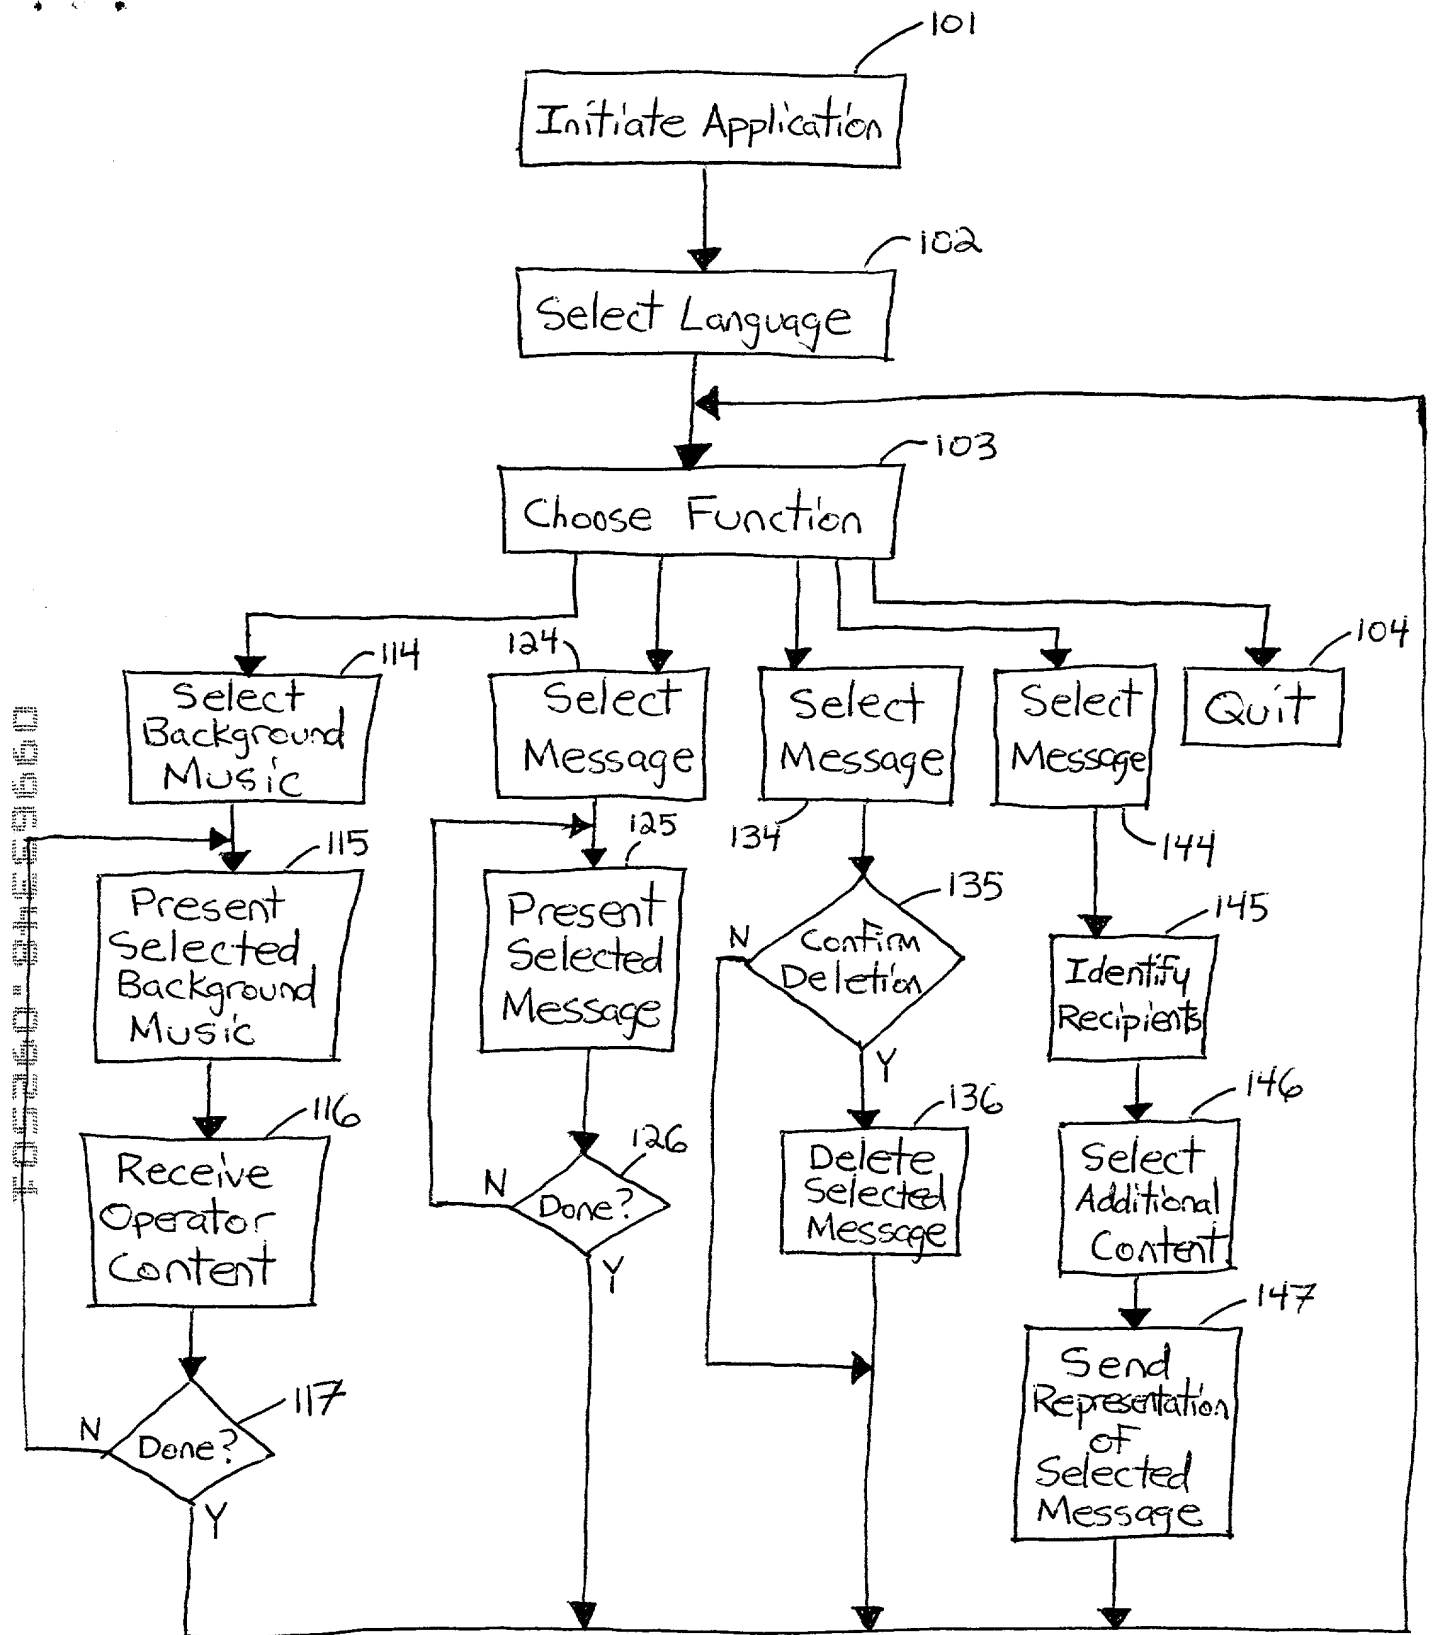 101
Initiate Application
102
Select Language
103
Choose Function
104
Quit
114
Select
Background
Music
115
Present
Selected
Background
Music
116
Receive
Operator
Content
117
Done?
N
Y
124
Select
Message
125
Present
Selected
Message
126
Done?
N
Y
Select
Message
134
135
Confirm
Deletion
N
Y
136
Delete
Selected
Message
Select
Message
144
145
Identify
Recipients
146
Select
Additional
Content
147
Send
Representation
of
Selected
Message